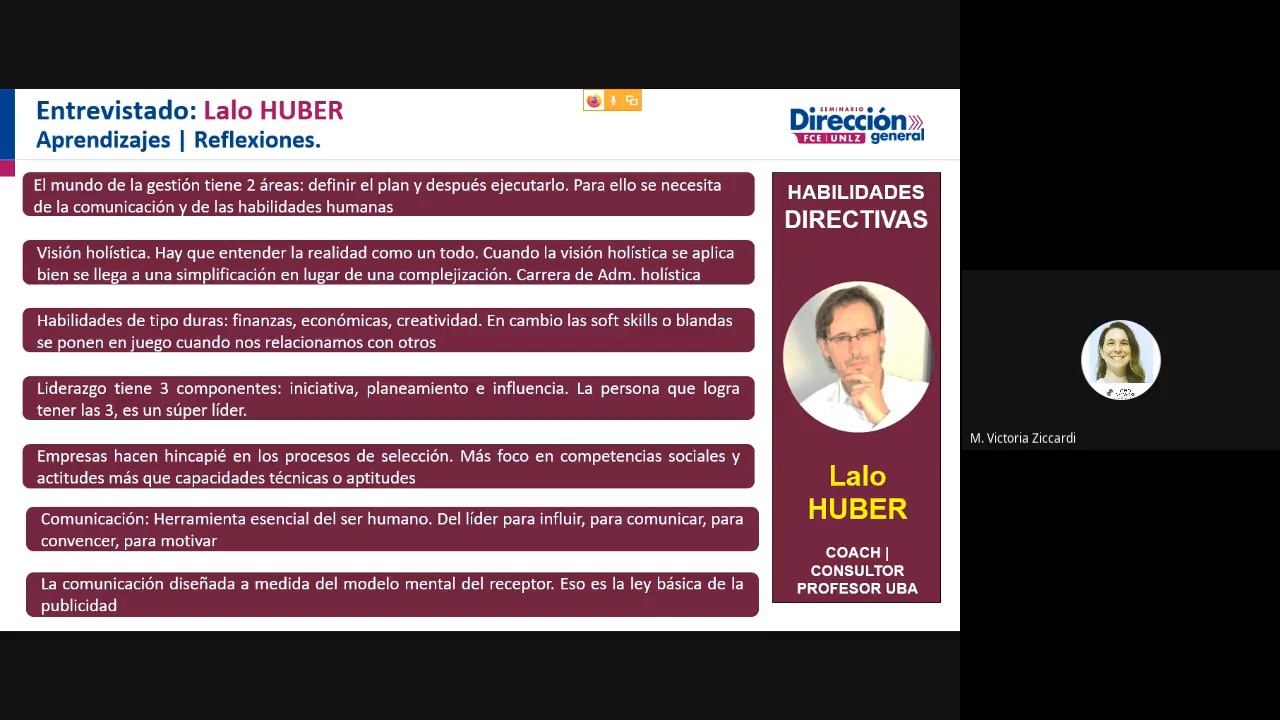 Entrevistado: Lalo HUBER
Aprendizajes | Reflexiones.
SEMINARIO
Dirección
FCE | UNLZ general
El mundo de la gestión tiene 2 áreas: definir el plan y después ejecutarlo. Para ello se necesita
de la comunicación y de las habilidades humanas
Visión holística. Hay que entender la realidad como un todo. Cuando la visión holística se aplica
bien se llega a una simplificación en lugar de una complejización. Carrera de Adm. holística
Habilidades de tipo duras: finanzas, económicas, creatividad. En cambio las soft skills o blandas
se ponen en juego cuando nos relacionamos con otros
Liderazgo tiene 3 componentes: iniciativa, planeamiento e influencia. La persona que logra
tener las 3, es un súper líder.
Empresas hacen hincapié en los procesos de selección. Más foco en competencias sociales y
actitudes más que capacidades técnicas o aptitudes
Comunicación: Herramienta esencial del ser humano. Del líder para influir, para comunicar, para
convencer, para motivar
La comunicación diseñada a medida del modelo mental del receptor. Eso es la ley básica de la
publicidad
HABILIDADES
DIRECTIVAS
Lalo
HUBER
COACH |
CONSULTOR
PROFESOR UBA
M. Victoria Ziccardi